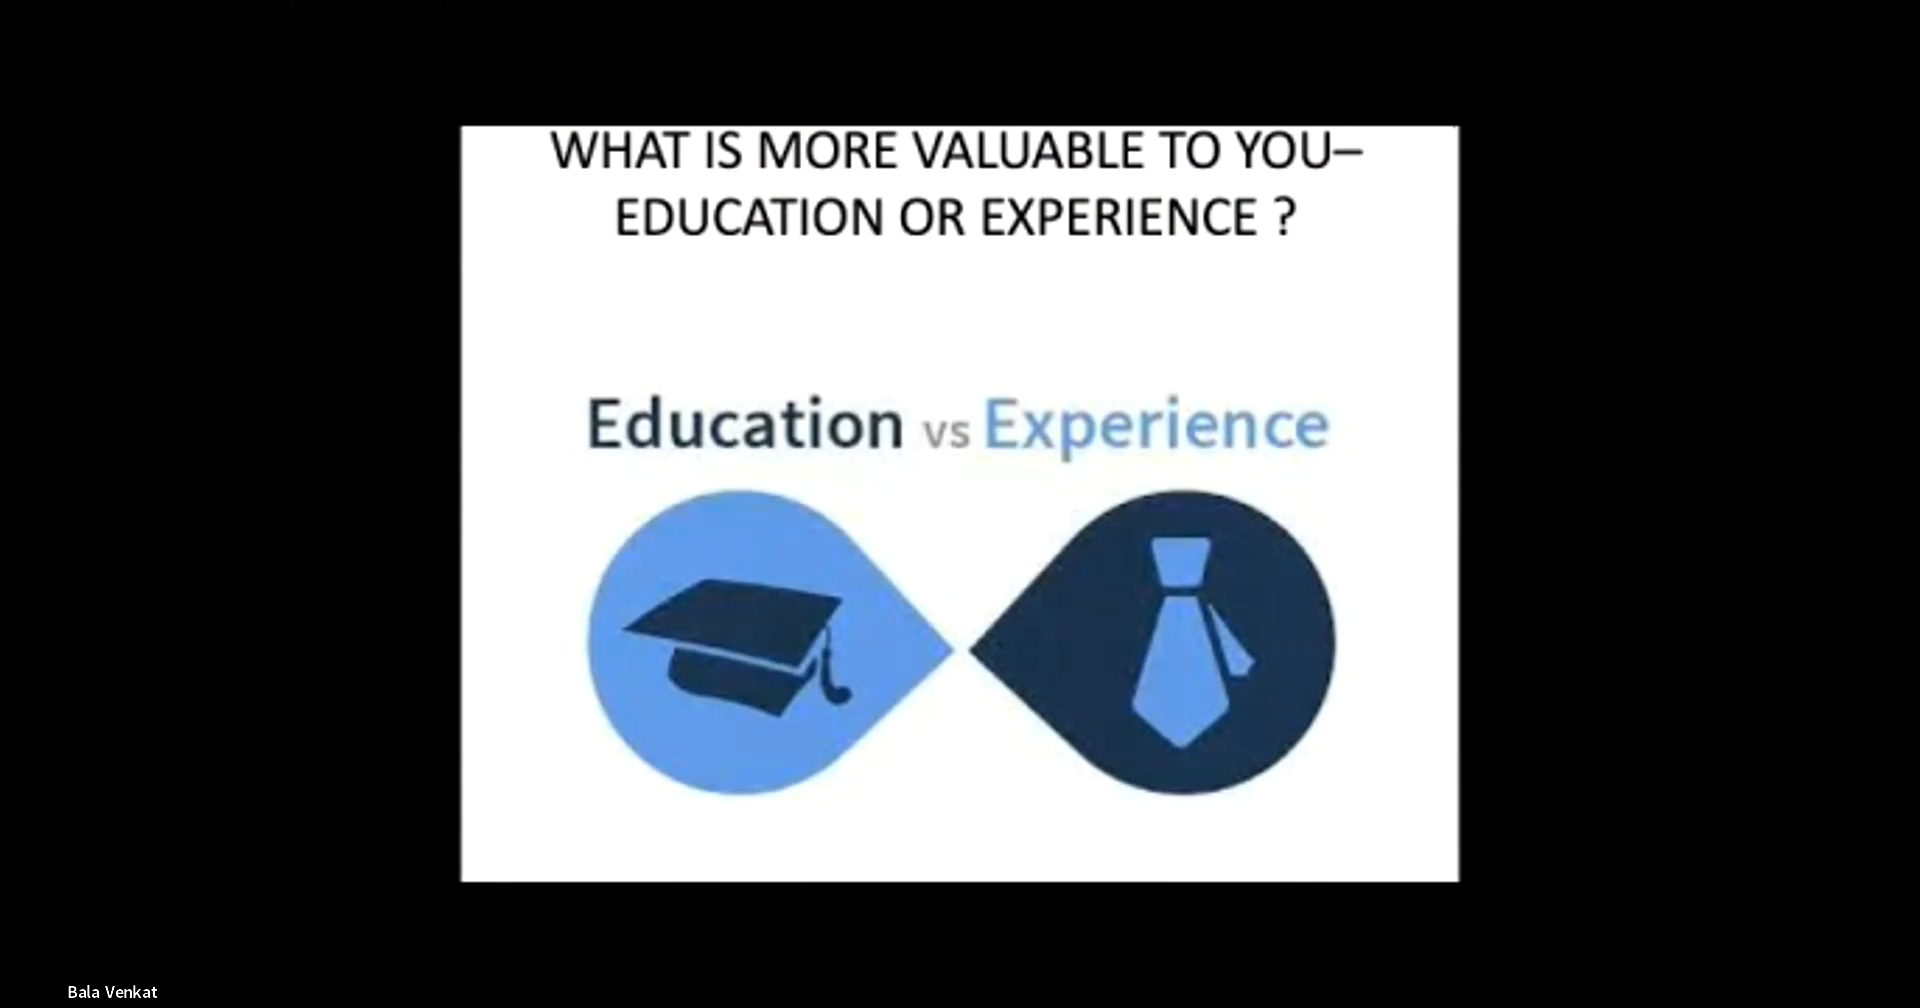 WHAT IS MORE VALUABLE TO YOU–
EDUCATION OR EXPERIENCE ?
Education vs Experience
Bala Venkat